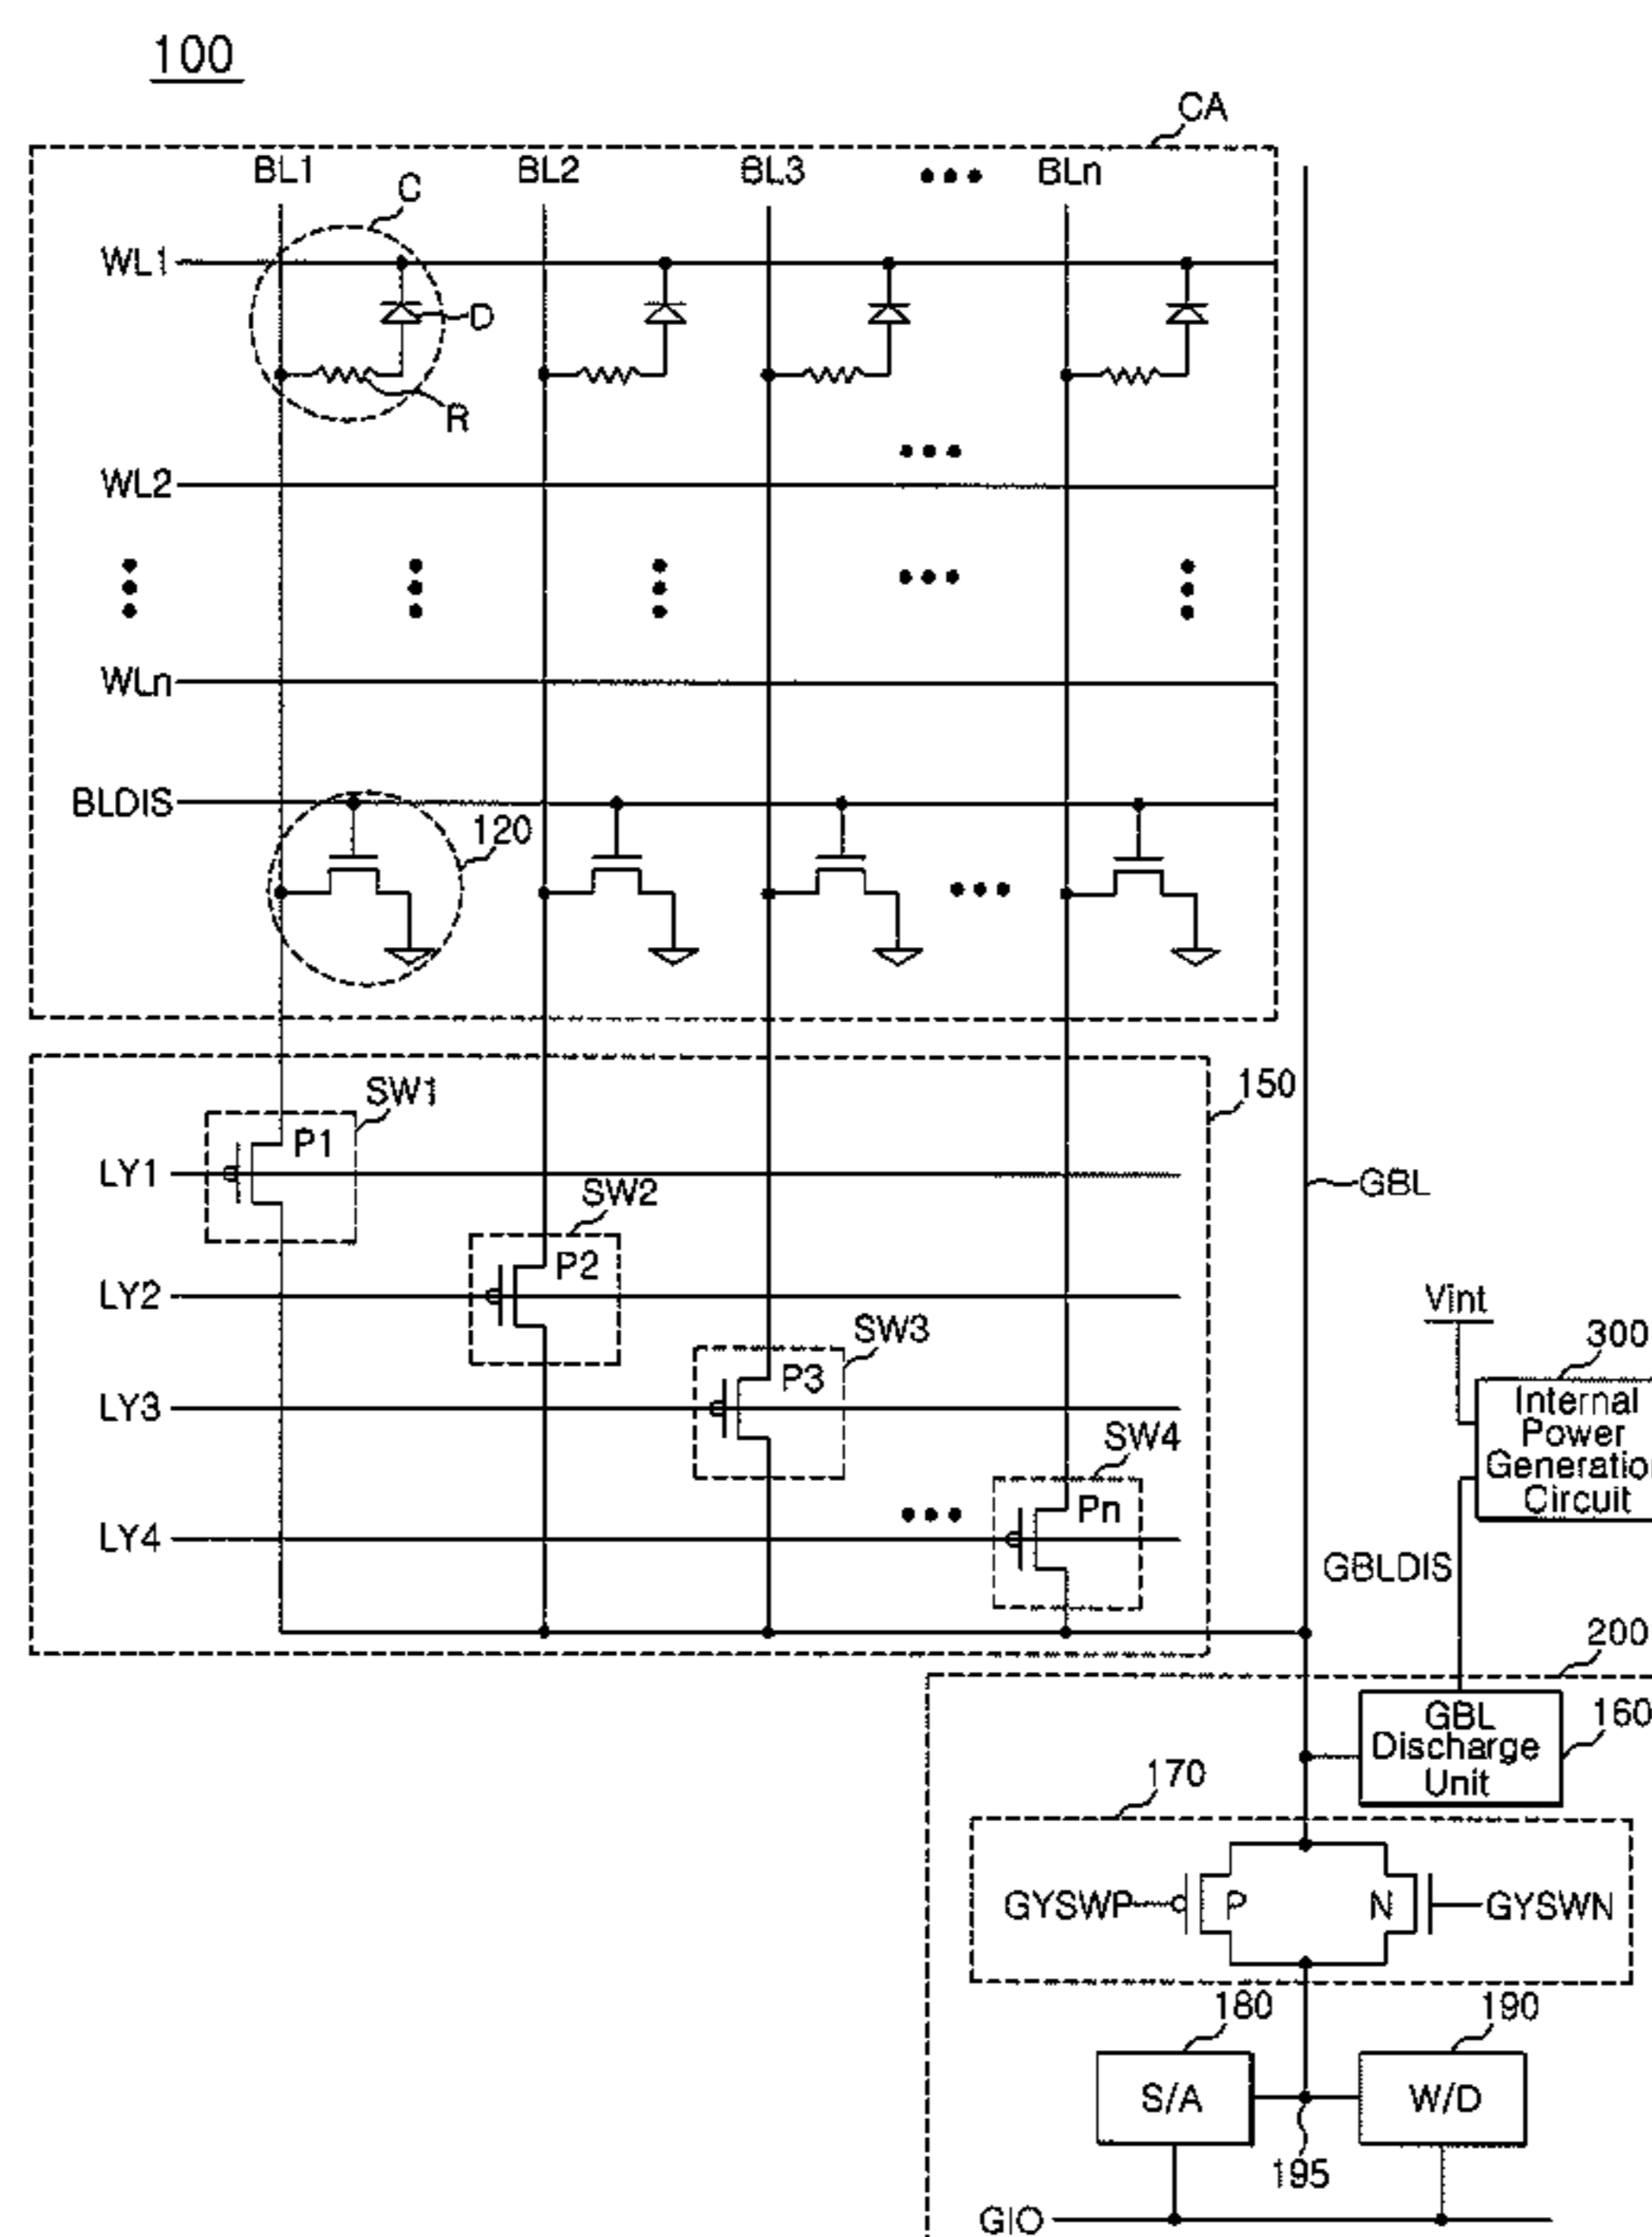 100
CA
BL1 BL2 BL3 BLn
C
WL1
D
R
WL2
WLn
BLDIS
120
150
SW1
P1
LY1
GBL
SW2
P2
LY2
Vint
SW3
300
P3
LY3
Internal
Power
Generation
Circuit
SW4
Pn
LY4
GBLDIS
200
GBL
Discharge
Unit
160
170
GYSWP P N GYSWN
180 190
S/A W/D
195
GIO